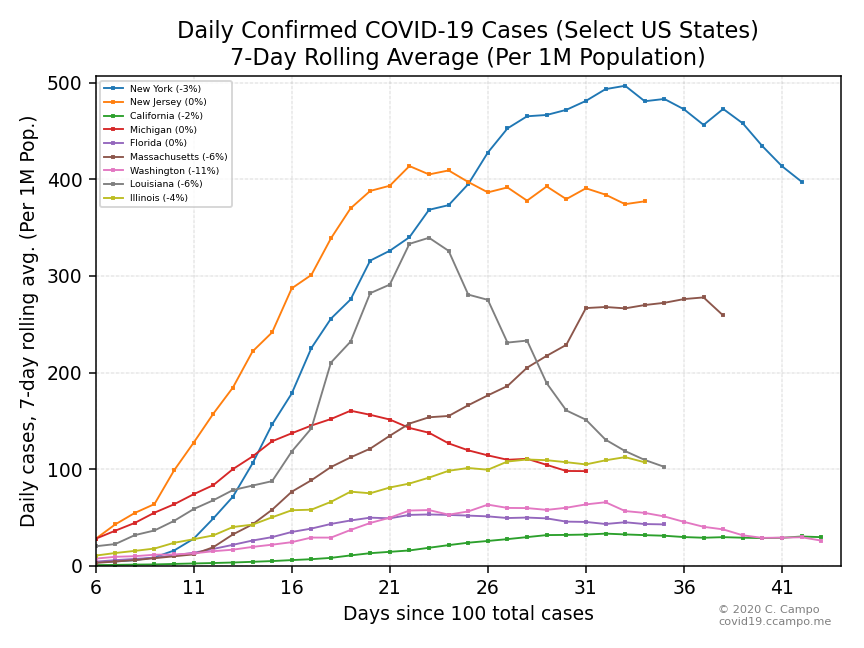 Daily Confirmed COVID-19 Cases (Select US States)
7-Day Rolling Average (Per 1M Population)
Daily cases, 7-day rolling avg. (Per 1M Pop.)
500
400
300
200
100
0
New York (-3%)
New Jersey (0%)
California (-2%)
Michigan (0%)
Florida (0%)
Massachusetts (-6%)
Washington (-11%)
Louisiana (-6%)
Illinois (-4%)
6 11 16 21 26 31 36 41
Days since 100 total cases
© 2020 C. Campo
covid19.ccampo.me